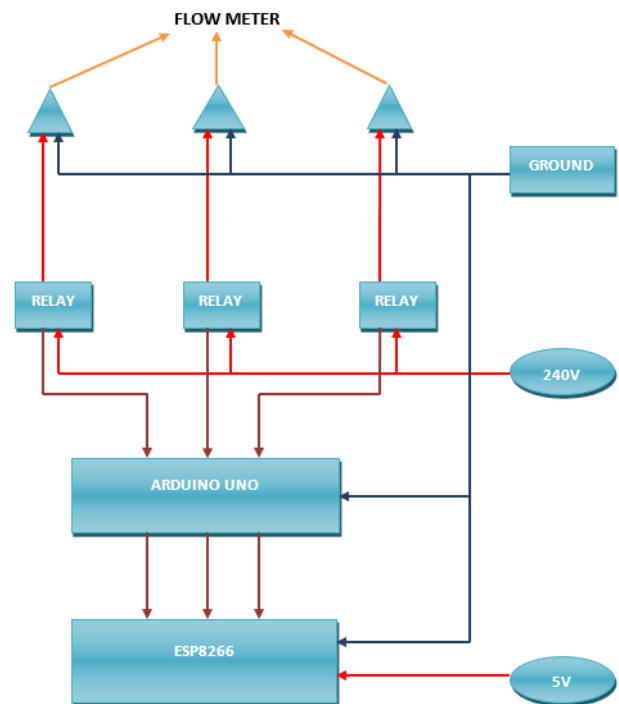 FLOW METER
GROUND
RELAY
RELAY
RELAY
240V
ARDUINO UNO
ESP8266
5V